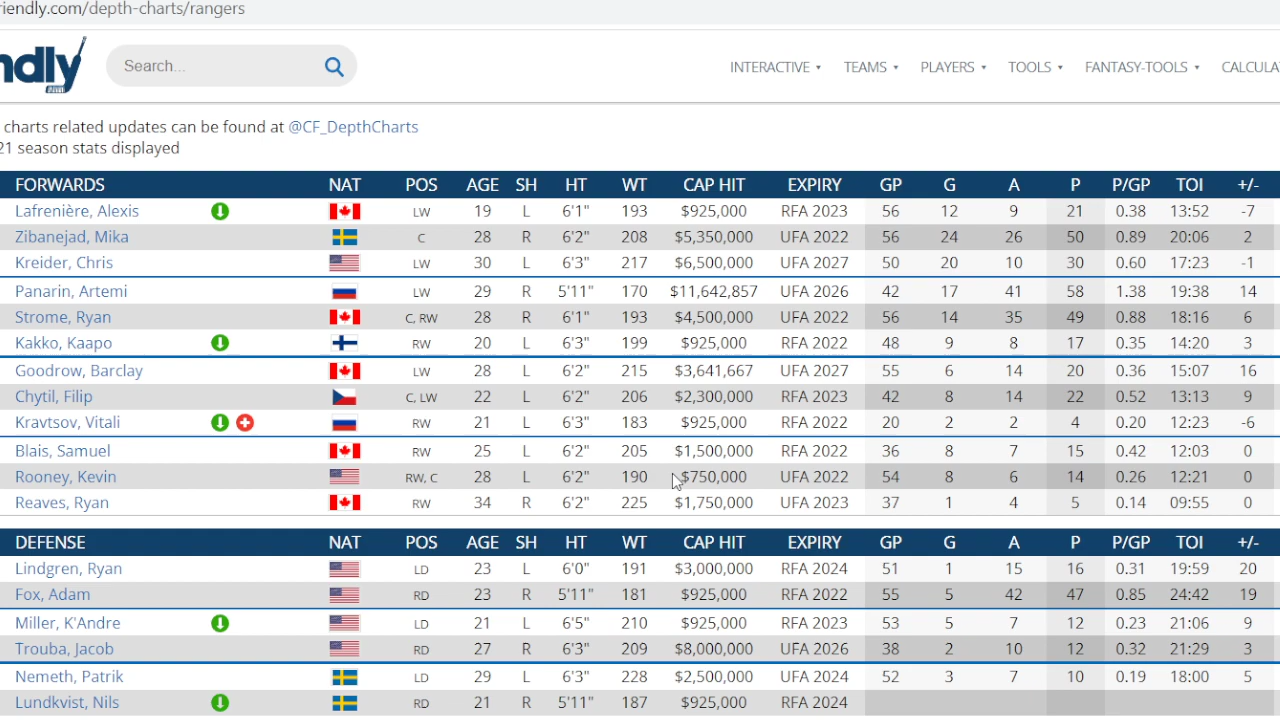 riendly.com/depth-charts/rangers
ndly Search... INTERACTIVE TEAMS PLAYERS TOOLS FANTASY-TOOLS CALCULA
charts related updates can be found at @CF_DepthCharts
21 season stats displayed
FORWARDS NAT POS AGE SH HT WT CAP HIT EXPIRY GP G A P P/GP TOI +/-
Lafrenière, Alexis LW 19 L 6'1" 193 $925,000 RFA 2023 56 12 9 21 0.38 13:52 -7
Zibanejad, Mika C 28 R 6'2" 208 $5,350,000 UFA 2022 56 24 26 50 0.89 20:06 2
Kreider, Chris LW 30 L 6'3" 217 $6,500,000 UFA 2027 50 20 10 30 0.60 17:23 -1
Panarin, Artemi LW 29 R 5'11" 170 $11,642,857 UFA 2026 42 17 41 58 1.38 19:38 14
Strome, Ryan C, RW 28 R 6'1" 193 $4,500,000 UFA 2022 56 14 35 49 0.88 18:16 6
Kakko, Kaapo RW 20 L 6'3" 199 $925,000 RFA 2022 48 9 8 17 0.35 14:20 3
Goodrow, Barclay LW 28 L 6'2" 215 $3,641,667 UFA 2027 55 6 14 20 0.36 15:07 16
Chytil, Filip C, LW 22 L 6'2" 206 $2,300,000 RFA 2023 42 8 14 22 0.52 13:13 9
Kravtsov, Vitali RW 21 L 6'3" 183 $925,000 RFA 2022 20 2 2 4 0.20 12:23 -6
Blais, Samuel RW 25 L 6'2" 205 $1,500,000 RFA 2022 36 8 7 15 0.42 12:03 0
Rooney, Kevin RW, C 28 L 6'2" 190 $750,000 UFA 2022 54 8 6 14 0.26 12:21 0
Reaves, Ryan RW 34 R 6'2" 225 $1,750,000 UFA 2023 37 1 4 5 0.14 09:55 0
DEFENSE NAT POS AGE SH HT WT CAP HIT EXPIRY GP G A P P/GP TOI +/-
Lindgren, Ryan LD 23 L 6'0" 191 $3,000,000 RFA 2024 51 1 15 16 0.31 19:59 20
Fox, Adam RD 23 R 5'11" 181 $925,000 RFA 2022 55 5 42 47 0.85 24:42 19
Miller, K'Andre LD 21 L 6'5" 210 $925,000 RFA 2023 53 5 7 12 0.23 21:06 9
Trouba, Jacob RD 27 R 6'3" 209 $8,000,000 UFA 2026 38 2 10 12 0.32 21:29 3
Nemeth, Patrik LD 29 L 6'3" 228 $2,500,000 UFA 2024 52 3 7 10 0.19 18:00 5
Lundkvist, Nils RD 21 R 5'11" 187 $925,000 RFA 2024